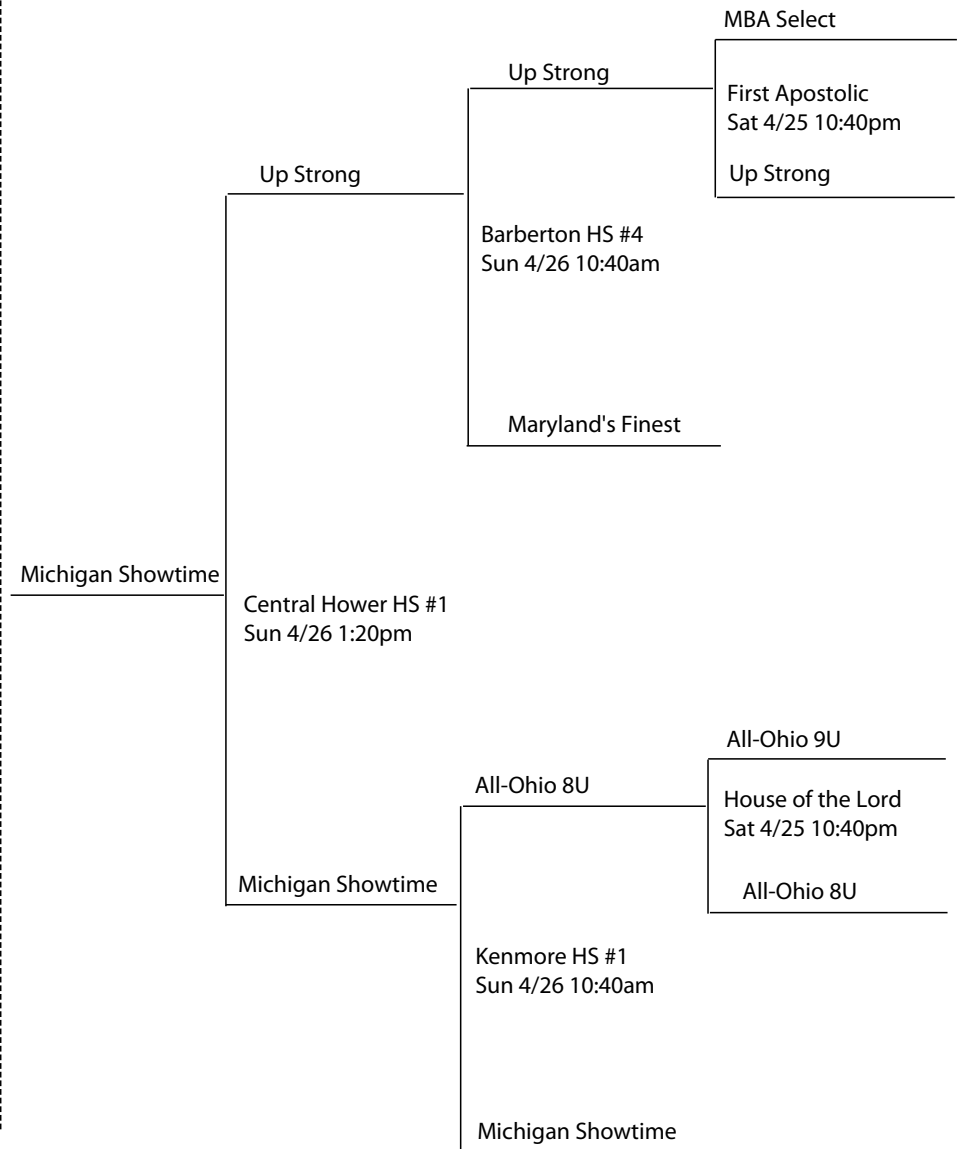 MBA Select
Up Strong
First Apostolic
Sat 4/25 10:40pm
Up Strong
Up Strong
Barberton HS #4
Sun 4/26 10:40am
Maryland's Finest
Michigan Showtime
Central Hower HS #1
Sun 4/26 1:20pm
All-Ohio 9U
All-Ohio 8U
House of the Lord
Sat 4/25 10:40pm
Michigan Showtime
All-Ohio 8U
Kenmore HS #1
Sun 4/26 10:40am
Michigan Showtime